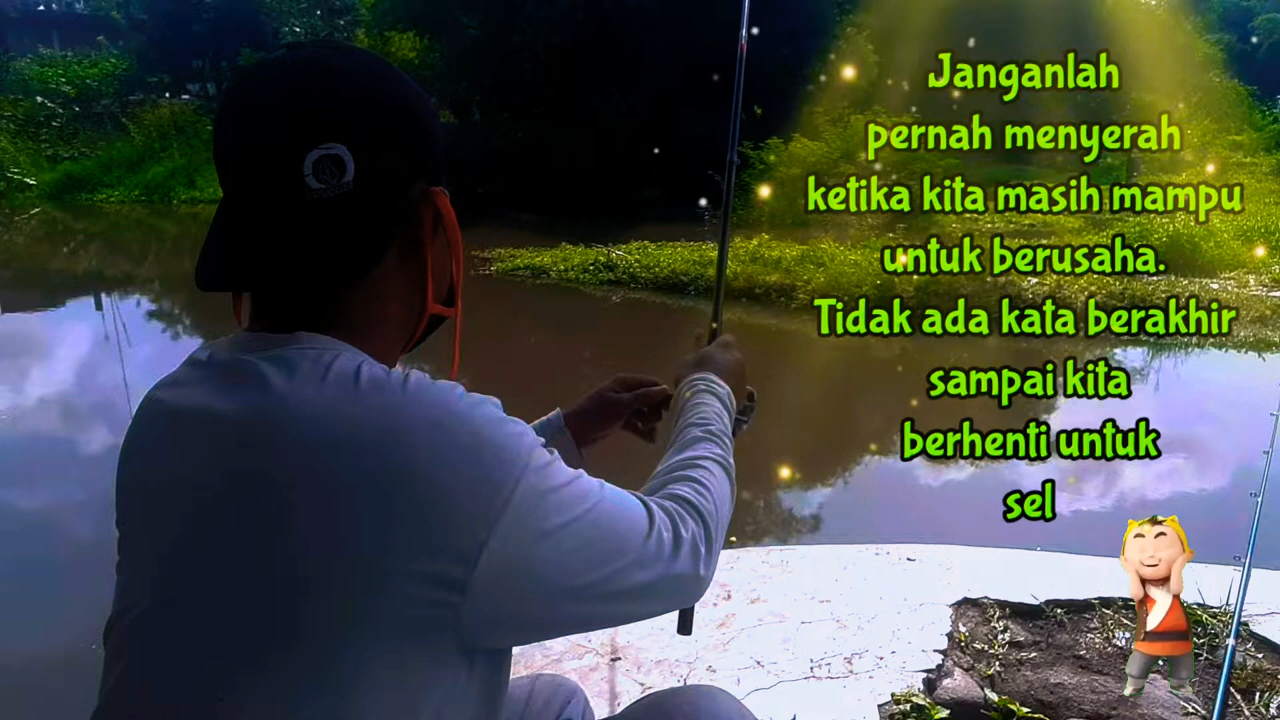 Janganlah
pernah menyerah
ketika kita masih mampu
untuk berusaha.
Tidak ada kata berakhir
sampai kita
berhenti untuk
sel